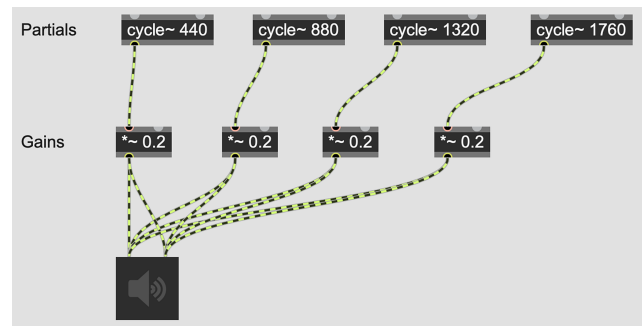 Partials
cycle~ 440
cycle~ 880
cycle~ 1320
cycle~ 1760
Gains
*~ 0.2
*~ 0.2
*~ 0.2
*~ 0.2